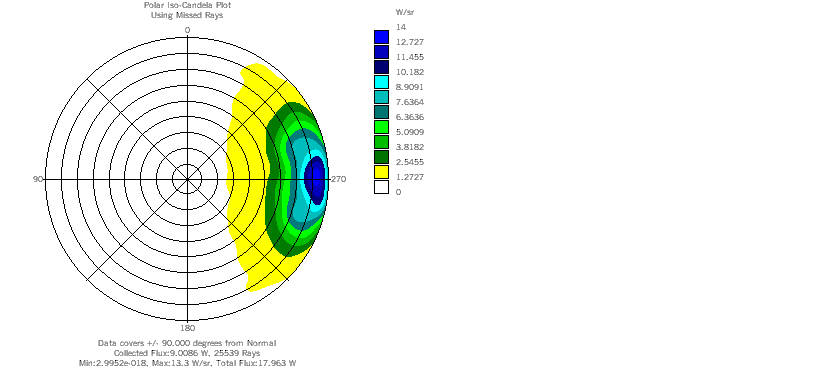 Polar Iso-Candela Plot
Using Missed Rays
0
90
270
180
W/sr
14
12.727
11.455
10.182
8.9091
7.6364
6.3636
5.0909
3.8182
2.5455
1.2727
0
Data covers +/- 90.000 degrees from Normal
Collected Flux:9.0086 W, 25539 Rays
Min:2.9952e-018, Max:13.3 W/sr, Total Flux:17.963 W